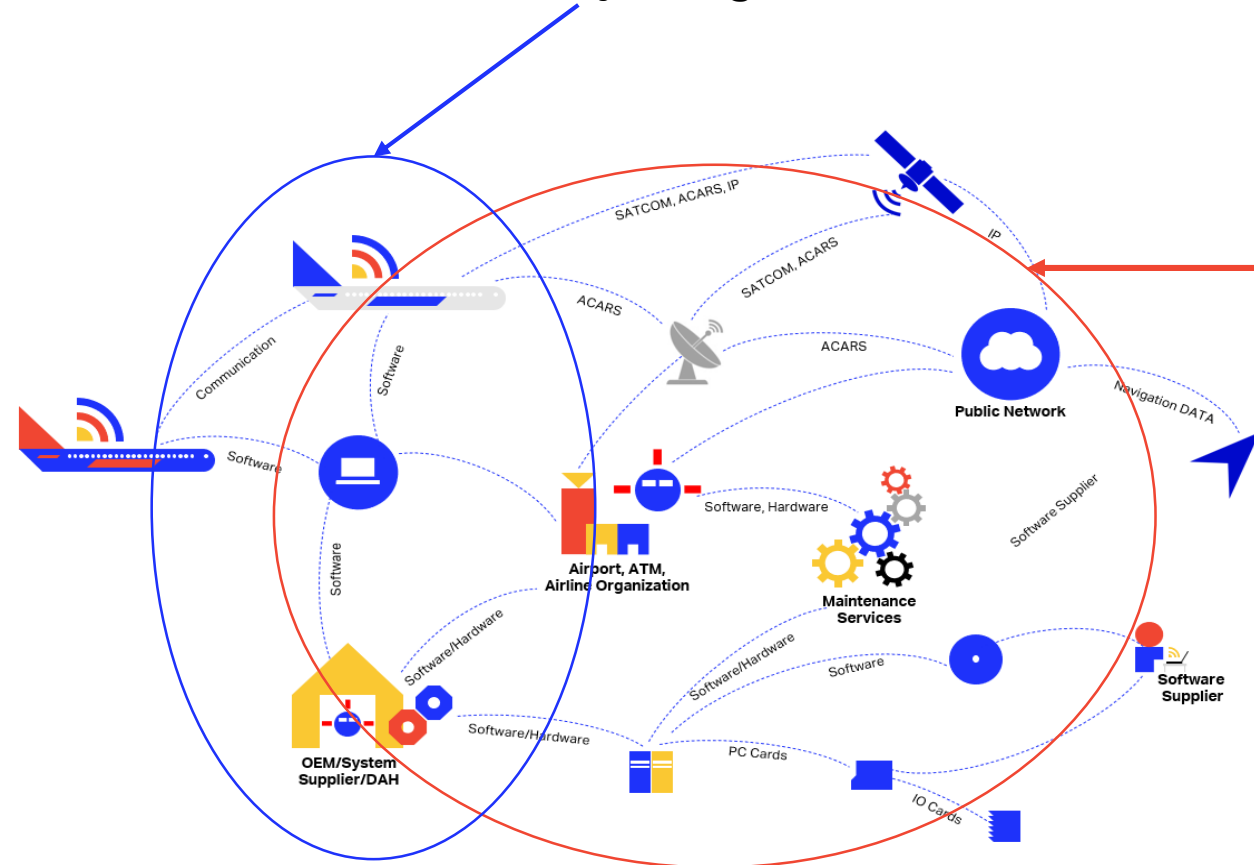 SATCOM, ACARS, IP
IP
SATCOM, ACARS
ACARS
ACARS
Communication
Software
Public Network
Navigation DATA
Software
Software, Hardware
Software Supplier
Software
Airport, ATM,
Airline Organization
Maintenance
Services
Software/Hardware
Software/Hardware
Software
Software
Supplier
Software/Hardware
OEM/System
Supplier/DAH
PC Cards
IO Cards